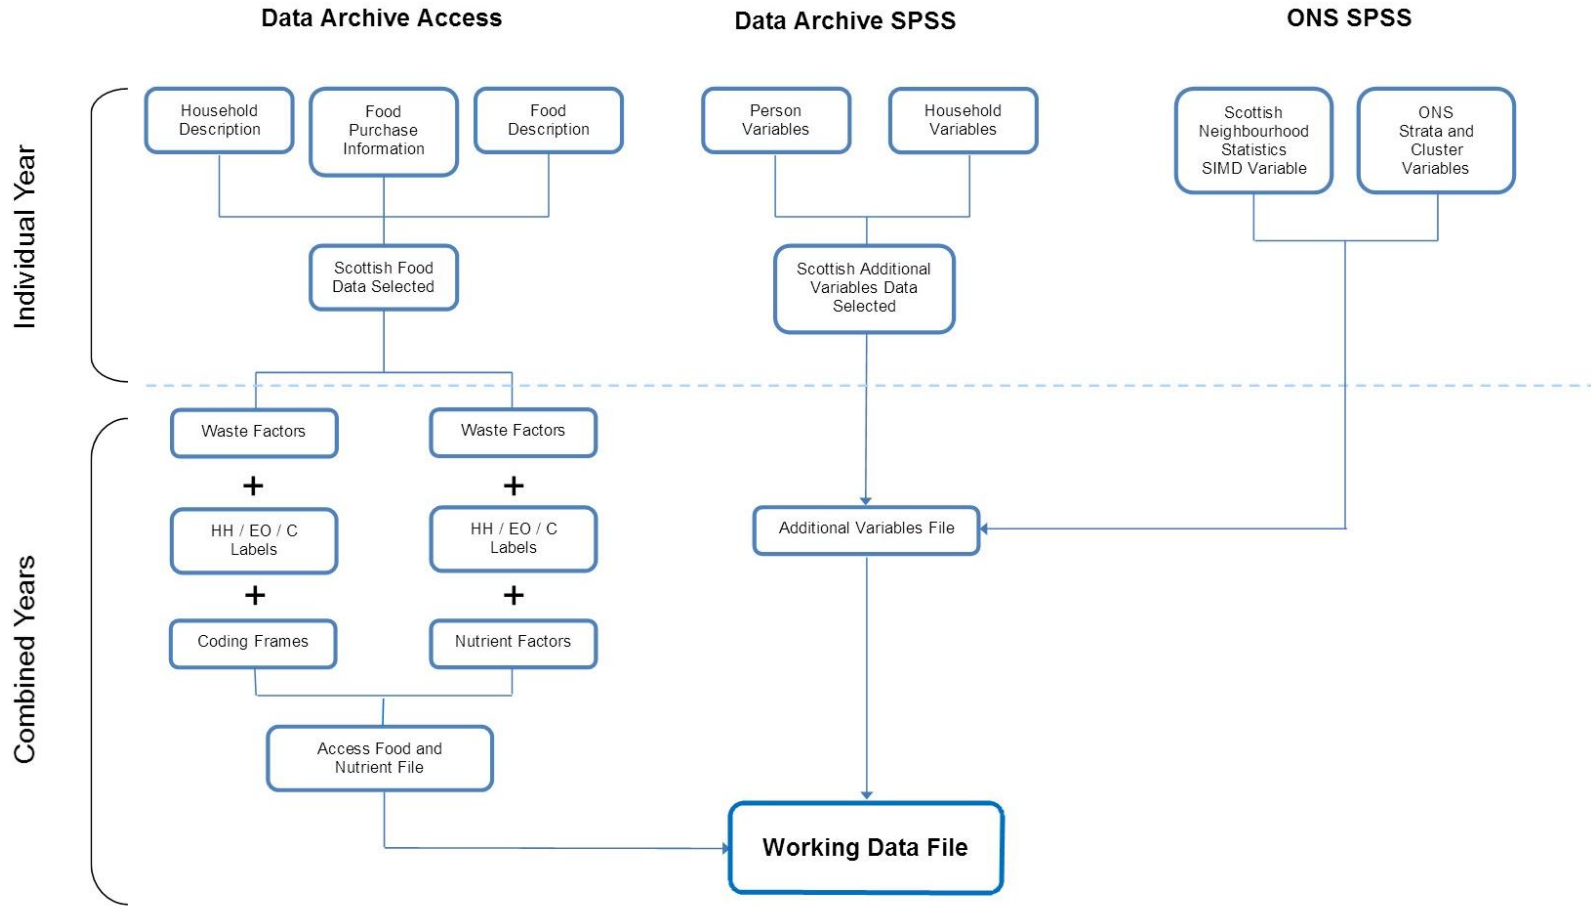 Data Archive Access
Data Archive SPSS
ONS SPSS
Individual Year
Household
Description
Food
Purchase
Information
Food
Description
Person
Variables
Household
Variables
Scottish
Neighbourhood
Statistics
SIMD Variable
ONS
Strata and
Cluster
Variables
Scottish Food
Data Selected
Scottish Additional
Variables Data
Selected
Combined Years
Waste Factors
Waste Factors
+
+
HH / EO / C
Labels
HH / EO / C
Labels
Additional Variables File
+
+
Coding Frames
Nutrient Factors
Access Food and
Nutrient File
Working Data File